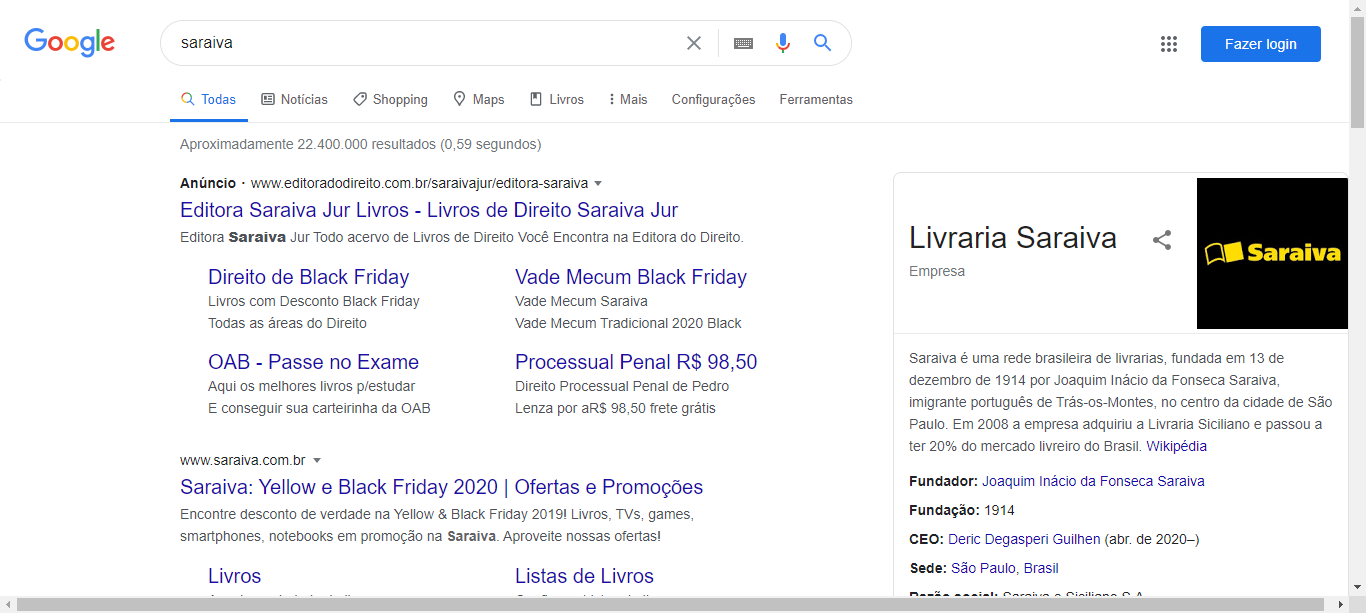 Google
saraiva
Fazer login
Todas
Notícias
Shopping
Maps
Livros
Mais
Configurações
Ferramentas
Aproximadamente 22.400.000 resultados (0,59 segundos)
Anúncio · www.editoradodireito.com.br/saraivajur/editora-saraiva
Editora Saraiva Jur Livros - Livros de Direito Saraiva Jur
Editora Saraiva Jur Todo acervo de Livros de Direito Você Encontra na Editora do Direito.
Direito de Black Friday
Livros com Desconto Black Friday
Todas as áreas do Direito
Vade Mecum Black Friday
Vade Mecum Saraiva
Vade Mecum Tradicional 2020 Black
OAB - Passe no Exame
Aqui os melhores livros p/estudar
E conseguir sua carteirinha da OAB
Processual Penal R$ 98,50
Direito Processual Penal de Pedro
Lenza por aR$ 98,50 frete grátis
www.saraiva.com.br
Saraiva: Yellow e Black Friday 2020 | Ofertas e Promoções
Encontre desconto de verdade na Yellow & Black Friday 2019! Livros, TVs, games,
smartphones, notebooks em promoção na Saraiva. Aproveite nossas ofertas!
Livros
Listas de Livros
Livraria Saraiva
Empresa
Saraiva
Saraiva é uma rede brasileira de livrarias, fundada em 13 de
dezembro de 1914 por Joaquim Inácio da Fonseca Saraiva,
imigrante português de Trás-os-Montes, no centro da cidade de São
Paulo. Em 2008 a empresa adquiriu a Livraria Siciliano e passou a
ter 20% do mercado livreiro do Brasil. Wikipédia
Fundador: Joaquim Inácio da Fonseca Saraiva
Fundação: 1914
CEO: Deric Degasperi Guilhen (abr. de 2020–)
Sede: São Paulo, Brasil
Razão social: Saraiva e Siciliano S.A.